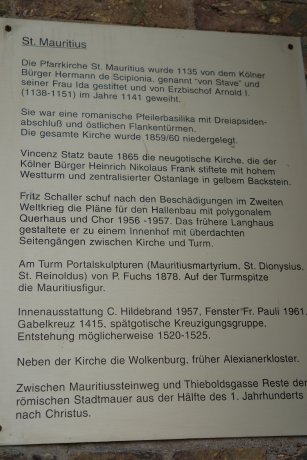 St. Mauritius
Die Pfarrkirche St. Mauritius wurde 1135 von dem Kölner
Bürger Hermann de Scipionia, genannt "von Stave" und
seiner Frau Ida gestiftet und von Erzbischof Arnold I.
(1138-1151) im Jahre 1141 geweiht.
Sie war eine romanische Pfeilerbasilika mit Dreiapsiden-
abschluß und östlichen Flankentürmen.
Die gesamte Kirche wurde 1859/60 niedergelegt.
Vincenz Statz baute 1865 die neugotische Kirche, die der
Kölner Bürger Heinrich Nikolaus Frank stiftete mit hohem
Westturm und zentralisierter Ostanlage in gelbem Backstein.
Fritz Schaller schuf nach den Beschädigungen im Zweiten
Weltkrieg die Pläne für den Hallenbau mit polygonalem
Querhaus und Chor 1956 -1957. Das frühere Langhaus
gestaltete er zu einem Innenhof mit überdachten
Seitengängen zwischen Kirche und Turm.
Am Turm Portalskulpturen (Mauritiusmartyrium, St. Dionysius,
St. Reinoldus) von P. Fuchs 1878. Auf der Turmspitze
die Mauritiusfigur.
Innenausstattung C. Hildebrand 1957, Fenster Fr. Pauli 1961.
Gabelkreuz 1415, spätgotische Kreuzigungsgruppe.
Entstehung möglicherweise 1520-1525.
Neben der Kirche die Wolkenburg, früher Alexianerkloster.
Zwischen Mauritiussteinweg und Thieboldsgasse Reste der
römischen Stadtmauer aus der Hälfte des 1. Jahrhunderts
nach Christus.